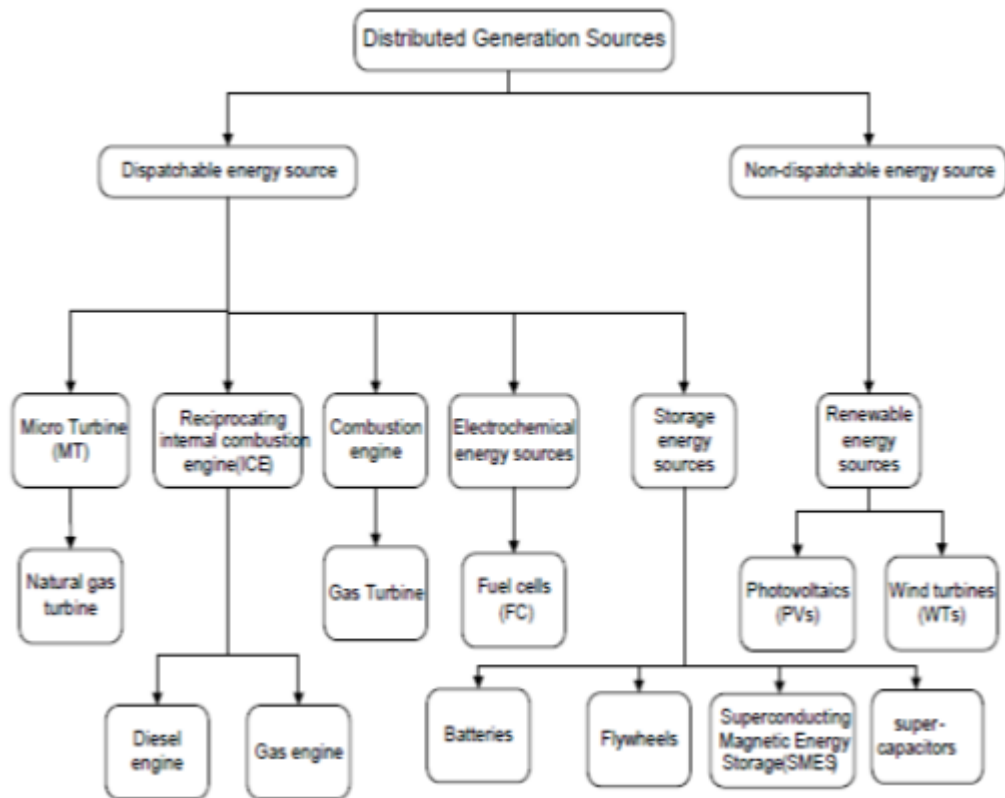 Distributed Generation Sources
Dispatchable energy source
Non-dispatchable energy source
Micro Turbine
(MT)
Reciprocating
internal combustion
engine(ICE)
Combustion
engine
Electrochemical
energy sources
Storage
energy
sources
Renewable
energy
sources
Natural gas
turbine
Gas Turbine
Fuel cells
(FC)
Photovoltaics
(PVs)
Wind turbines
(WTs)
Diesel
engine
Gas engine
Batteries
Flywheels
Superconducting
Magnetic Energy
Storage(SMES)
super-
capacitors